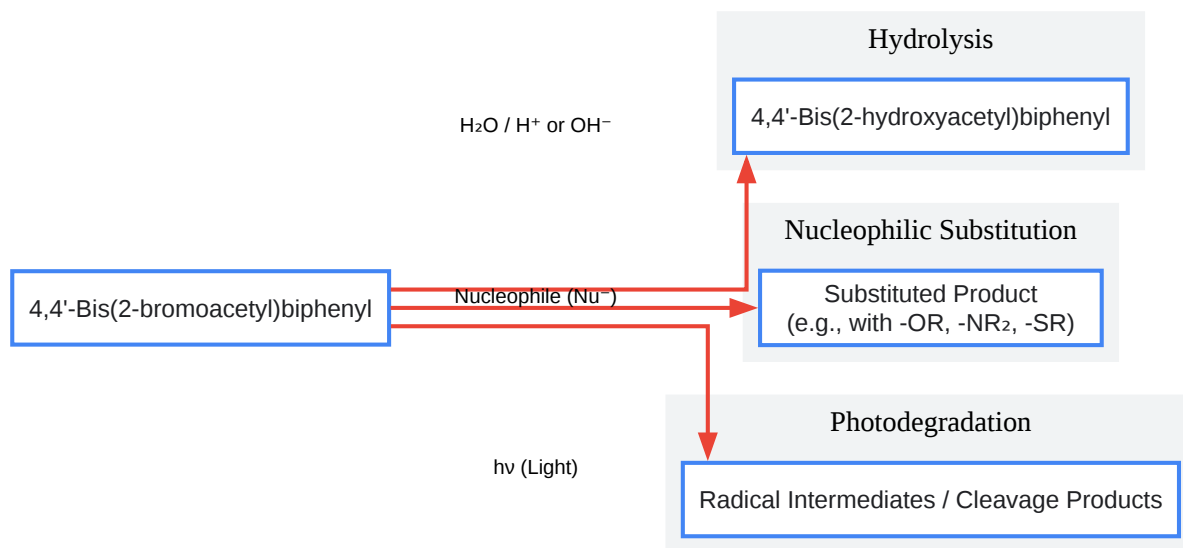 Hydrolysis
4,4'-Bis(2-hydroxyacetyl)biphenyl
H₂O / H⁺ or OH⁻
Nucleophilic Substitution
4,4'-Bis(2-bromoacetyl)biphenyl
Nucleophile (Nu⁻)
Substituted Product
(e.g., with -OR, -NR₂, -SR)
Photodegradation
hν (Light)
Radical Intermediates / Cleavage Products